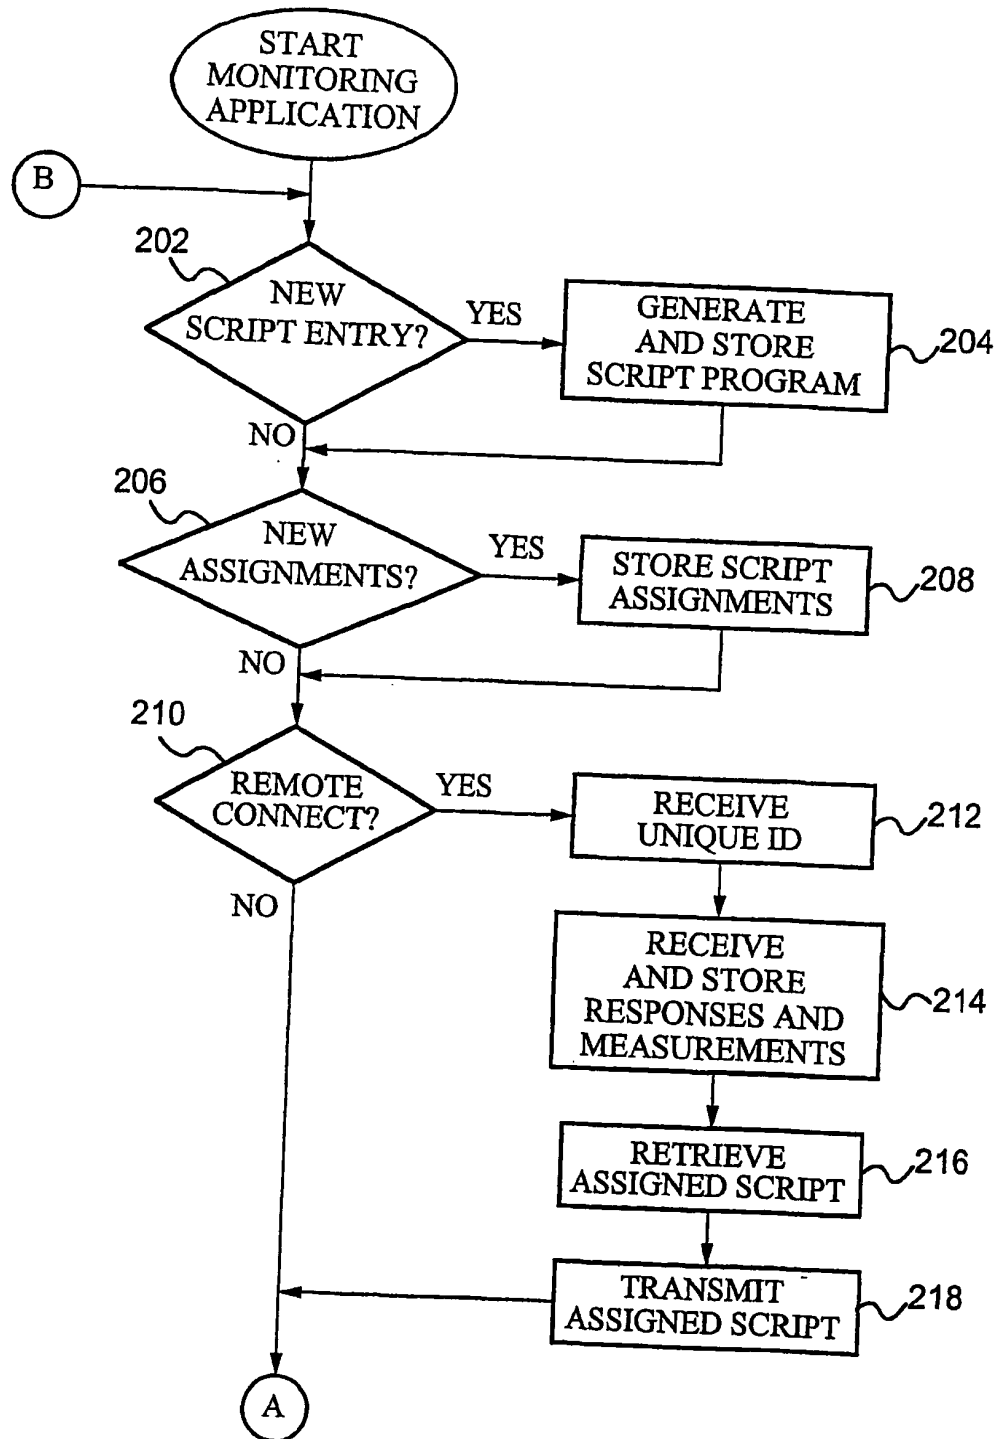 START
MONITORING
APPLICATION
B
202
NEW
SCRIPT ENTRY?
YES
GENERATE
AND STORE
SCRIPT PROGRAM
204
NO
206
NEW
ASSIGNMENTS?
YES
STORE SCRIPT
ASSIGNMENTS
208
NO
210
REMOTE
CONNECT?
YES
RECEIVE
UNIQUE ID
212
NO
RECEIVE
AND STORE
RESPONSES AND
MEASUREMENTS
214
RETRIEVE
ASSIGNED SCRIPT
216
TRANSMIT
ASSIGNED SCRIPT
218
A